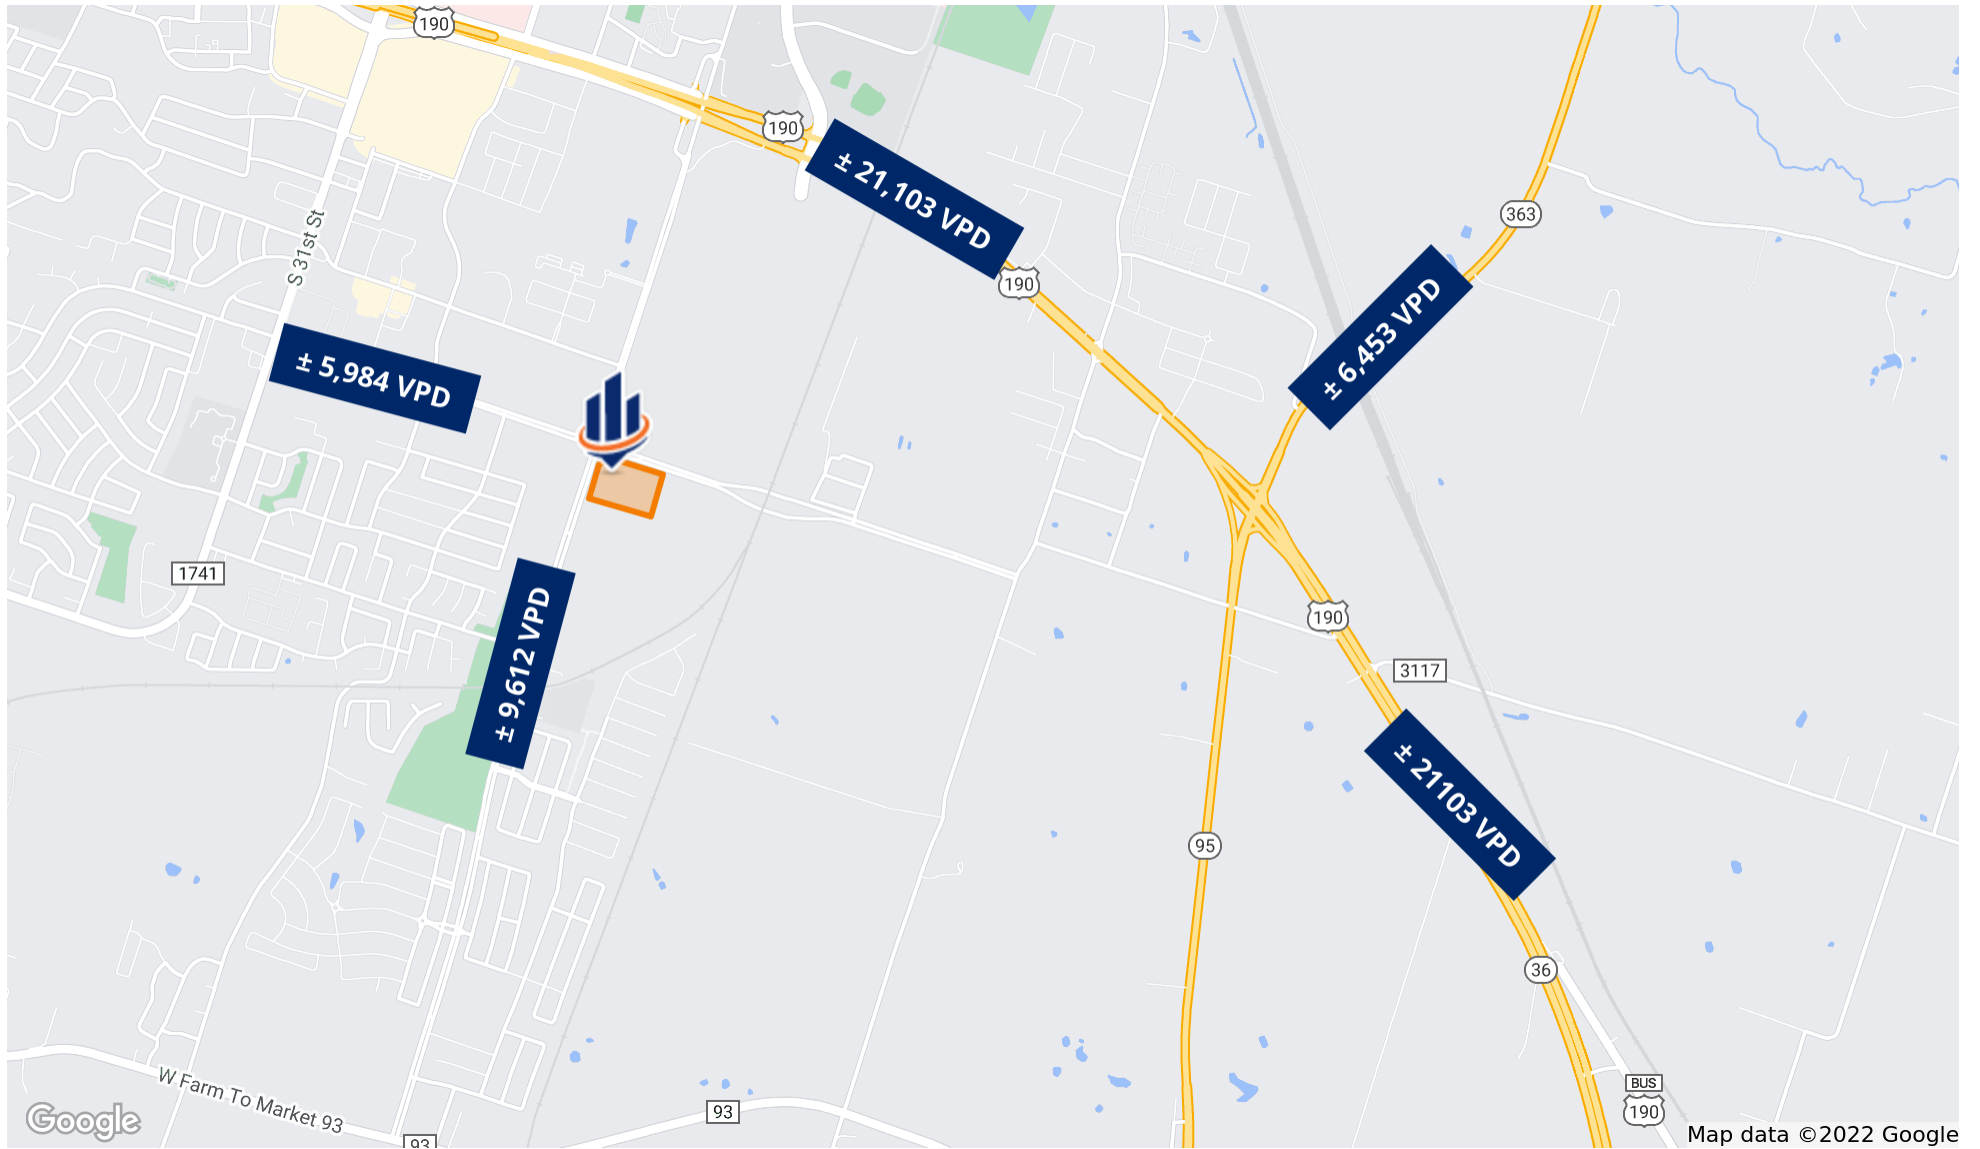 190
190
± 21,103 VPD
363
S 31st St
190
± 6,453 VPD
± 5,984 VPD
1741
± 9,612 VPD
190
3117
± 21103 VPD
95
36
W Farm To Market 93
BUS
190
93
93
Google
Map data ©2022 Google